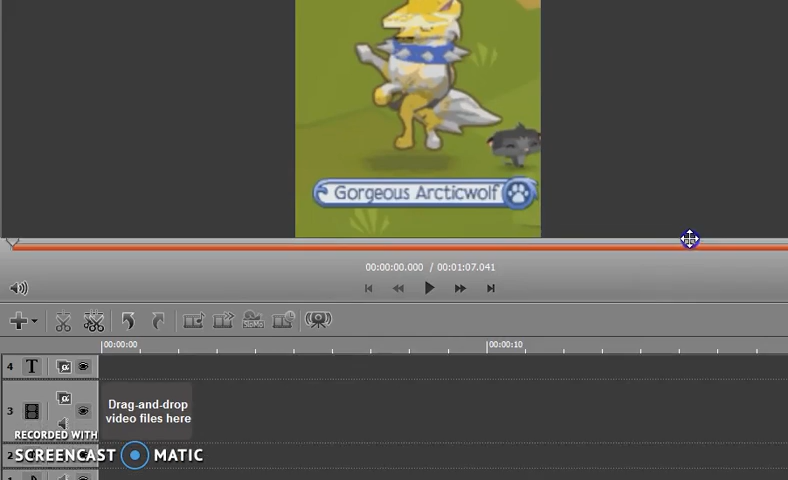 Gorgeous Arcticwolf
00:00:00.000 / 00:01:07.041
00:00:00
00:00:10
4 T
3
Drag-and-drop
video files here
RECORDED WITH
SCREENCAST MATIC
2